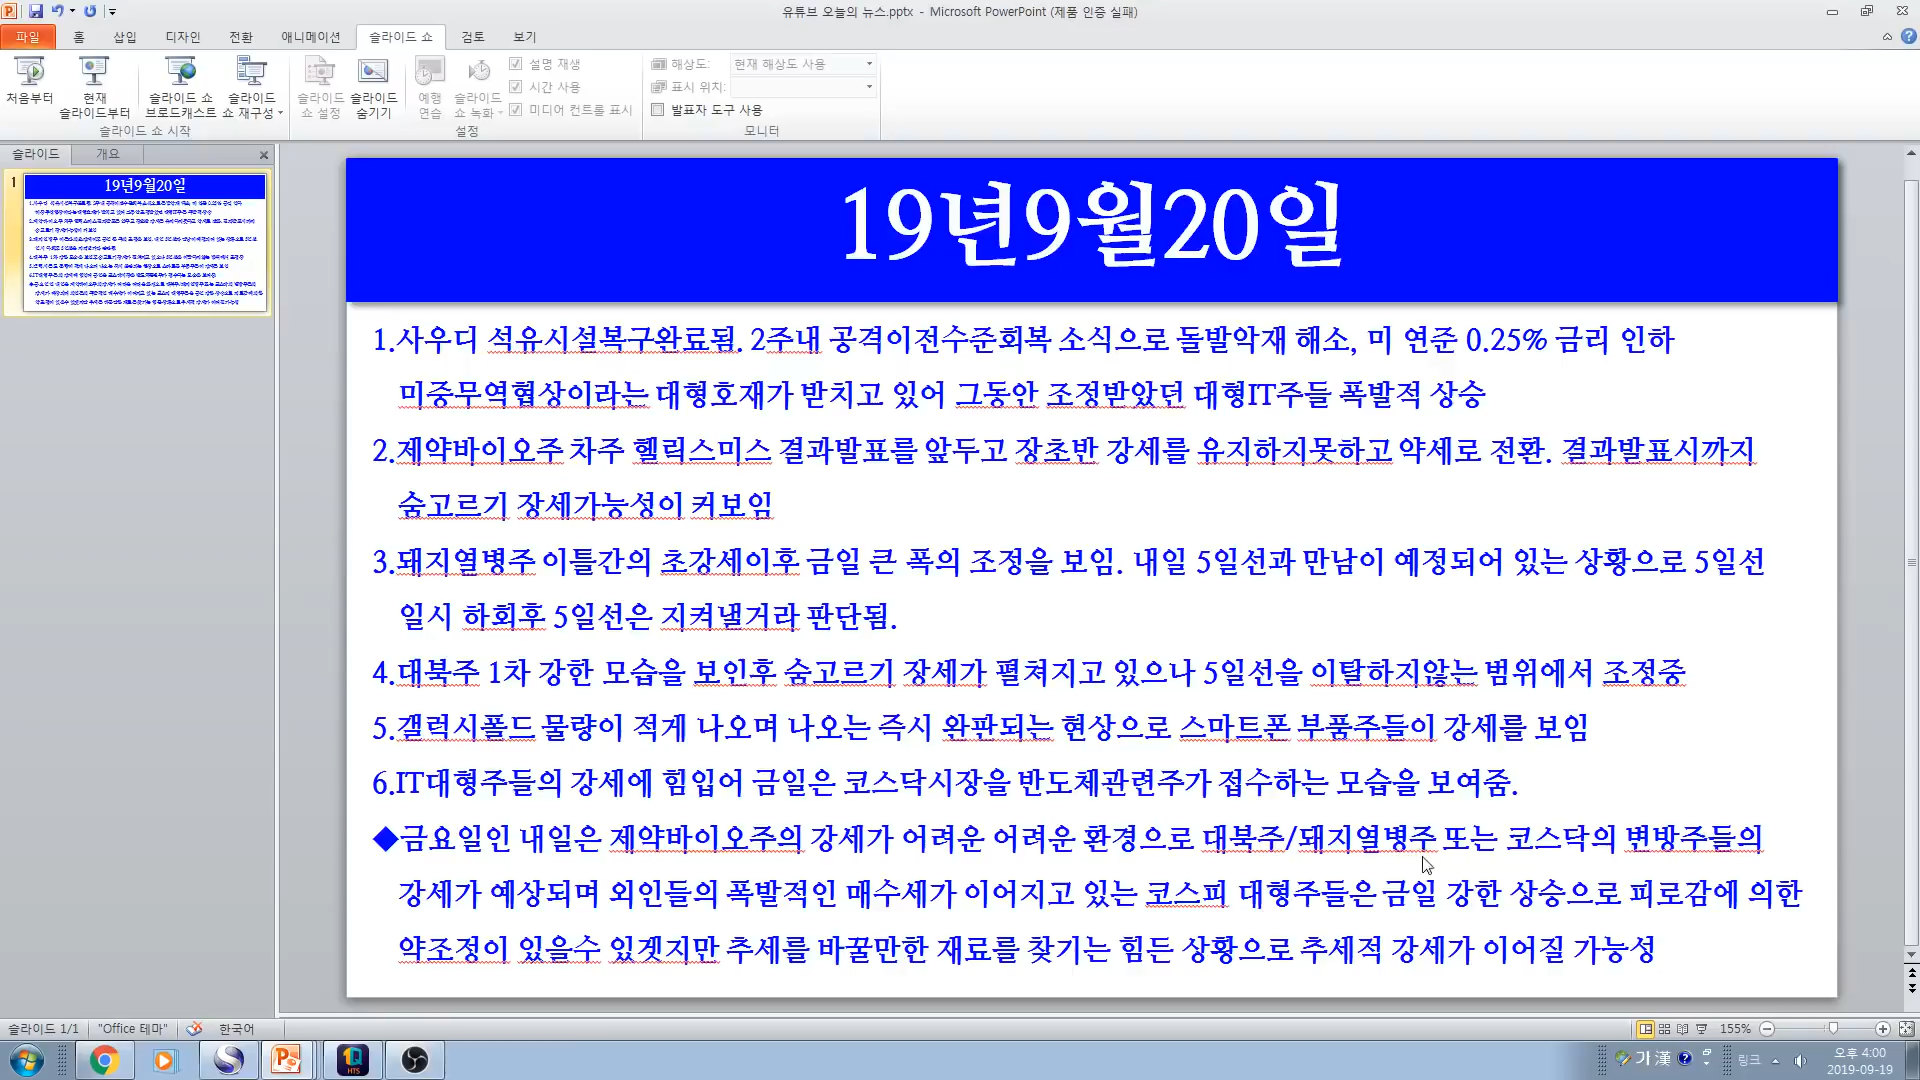 유튜브 오늘의 뉴스.pptx - Microsoft PowerPoint (제품 인증 실패)
파일 홈 삽입 디자인 전환 애니메이션 슬라이드 쇼 검토 보기
처음부터
현재 슬라이드부터
슬라이드 쇼 브로드캐스트
슬라이드 쇼 재구성
슬라이드 쇼 설정
슬라이드 숨기기
예행 연습
슬라이드 쇼 녹화
설명 재생
시간 사용
미디어 컨트롤 표시
해상도: 현재 해상도 사용
표시 위치:
발표자 도구 사용
슬라이드 쇼 시작 설정 모니터
슬라이드 개요
1
19년9월20일
19년9월20일
1.사우디 석유시설복구완료됨. 2주내 공격이전수준회복 소식으로 돌발악재 해소, 미 연준 0.25% 금리 인하
미중무역협상이라는 대형호재가 받치고 있어 그동안 조정받았던 대형IT주들 폭발적 상승
2.제약바이오주 차주 헬릭스미스 결과발표를 앞두고 장초반 강세를 유지하지못하고 약세로 전환. 결과발표시까지
숨고르기 장세가능성이 커보임
3.돼지열병주 이틀간의 초강세이후 금일 큰 폭의 조정을 보임. 내일 5일선과 만남이 예정되어 있는 상황으로 5일선
일시 하회후 5일선은 지켜낼거라 판단됨.
4.대북주 1차 강한 모습을 보인후 숨고르기 장세가 펼쳐지고 있으나 5일선을 이탈하지않는 범위에서 조정중
5.갤럭시폴드 물량이 적게 나오며 나오는 즉시 완판되는 현상으로 스마트폰 부품주들이 강세를 보임
6.IT대형주들의 강세에 힘입어 금일은 코스닥시장을 반도체관련주가 접수하는 모습을 보여줌.
◆금요일인 내일은 제약바이오주의 강세가 어려운 어려운 환경으로 대북주/돼지열병주 또는 코스닥의 변방주들의
강세가 예상되며 외인들의 폭발적인 매수세가 이어지고 있는 코스피 대형주들은 금일 강한 상승으로 피로감에 의한
약조정이 있을수 있겟지만 추세를 바꿀만한 재료를 찾기는 힘든 상황으로 추세적 강세가 이어질 가능성
슬라이드 1/1 "Office 테마" 한국어 155%
가 漢 링크
오후 4:00
2019-09-19